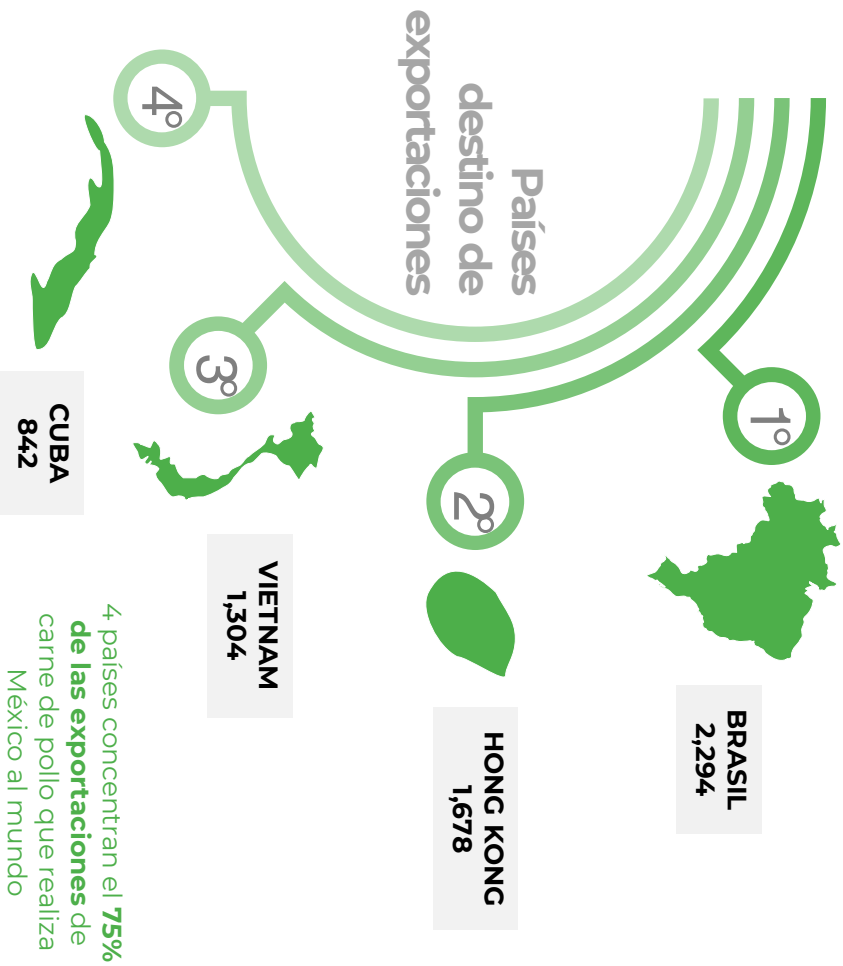 Países
destino de
exportaciones
1º
BRASIL
2,294
2º
HONG KONG
1,678
3º
VIETNAM
1,304
4º
CUBA
842
4 países concentran el 75%
de las exportaciones de
carne de pollo que realiza
México al mundo